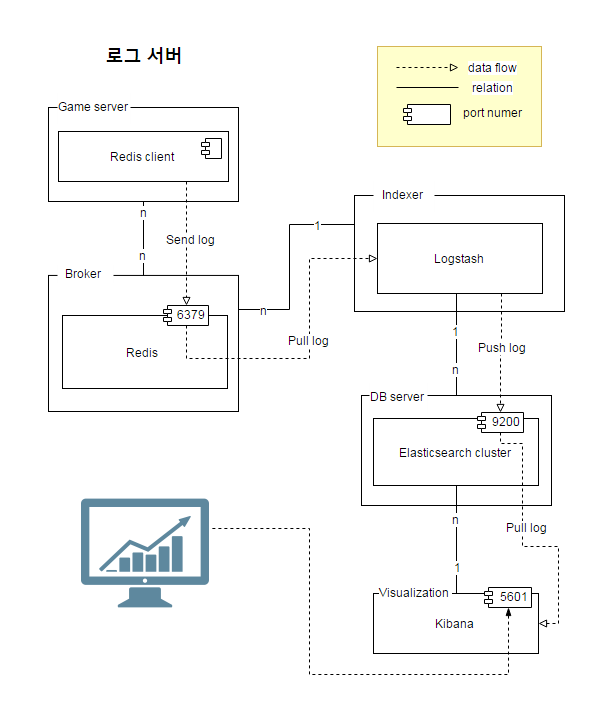 로그 서버
data flow
relation
port numer
Game server
Redis client
n
n
Send log
Broker
6379
Redis
n
1
Pull log
Indexer
Logstash
1
n
Push log
DB server
9200
Elasticsearch cluster
n
1
Pull log
Visualization
5601
Kibana